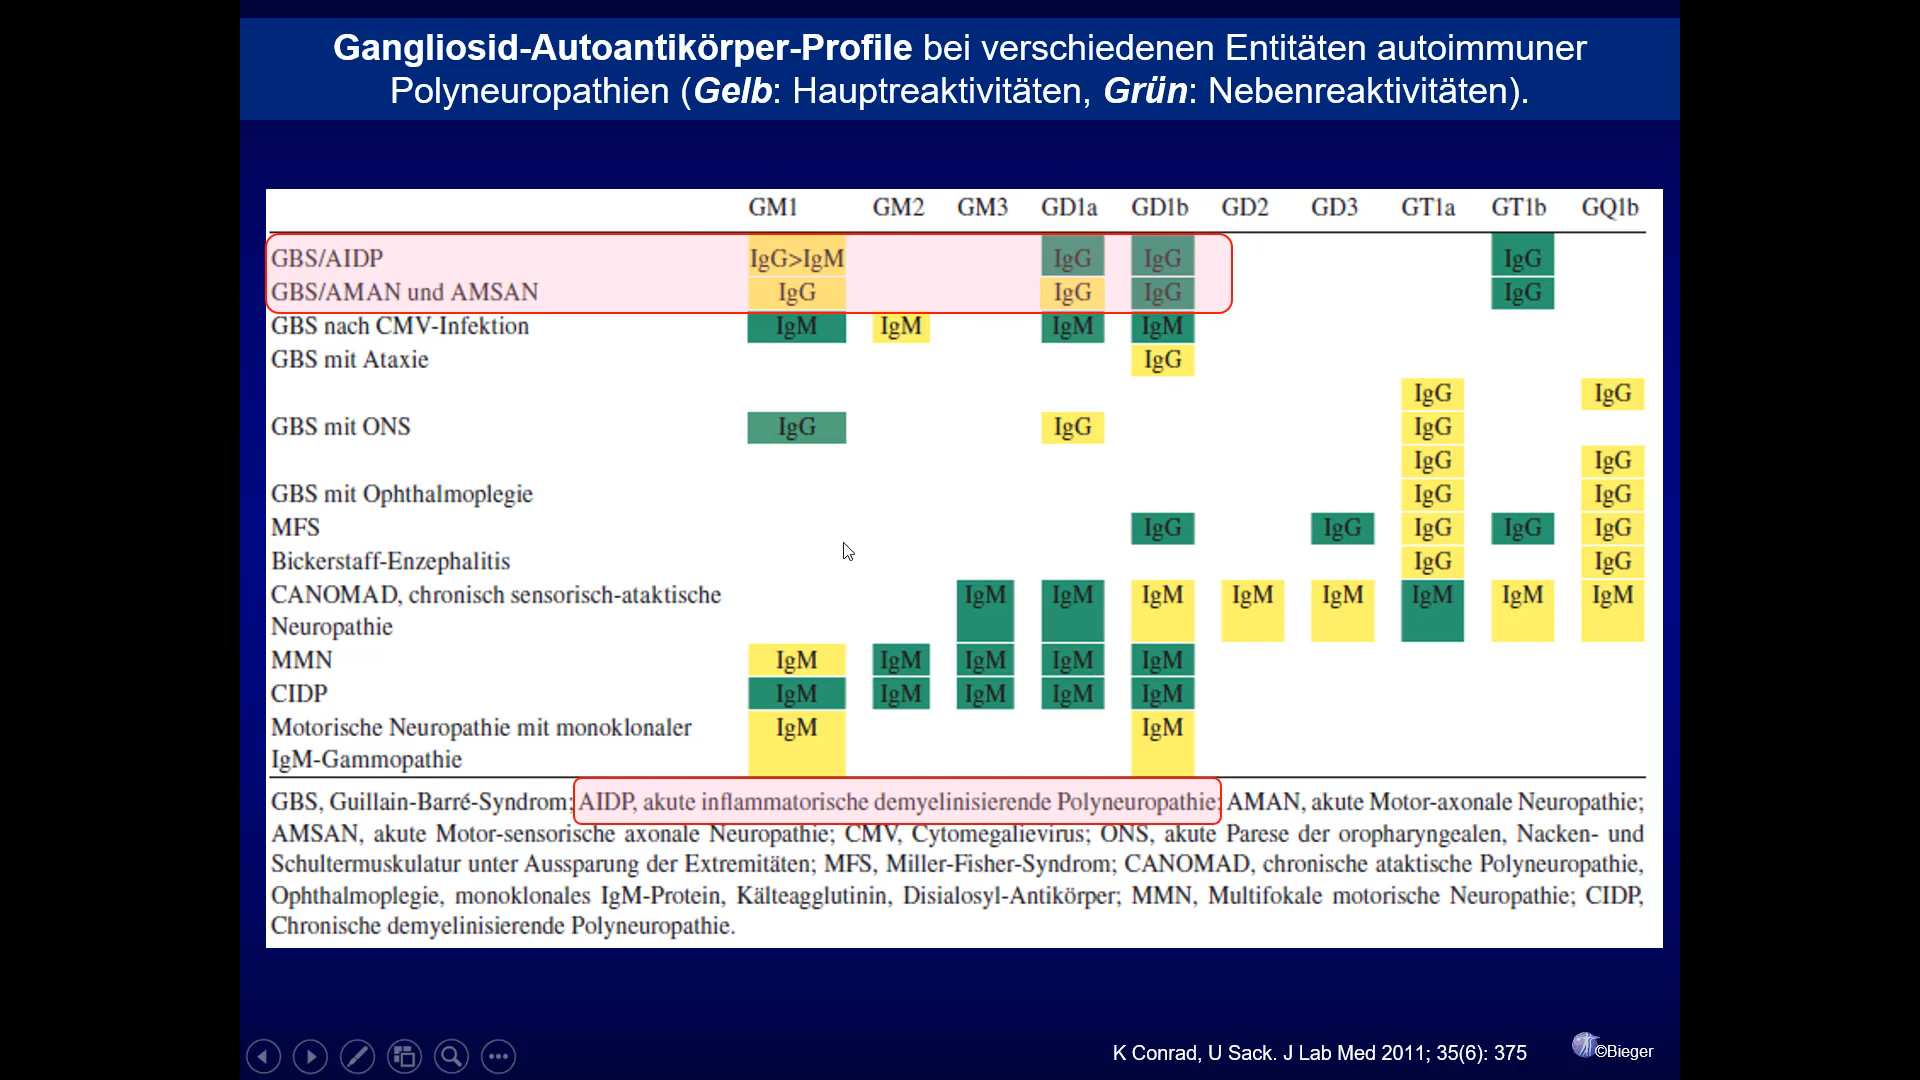 Gangliosid-Autoantikörper-Profile bei verschiedenen Entitäten autoimmuner
Polyneuropathien (Gelb: Hauptreaktivitäten, Grün: Nebenreaktivitäten).
GM1 GM2 GM3 GD1a GD1b GD2 GD3 GT1a GT1b GQ1b
GBS/AIDP IgG>IgM IgG IgG IgG
GBS/AMAN und AMSAN IgG IgG IgG IgG
GBS nach CMV-Infektion IgM IgM IgM IgM
GBS mit Ataxie IgG
IgG IgG
GBS mit ONS IgG IgG IgG
IgG IgG
GBS mit Ophthalmoplegie IgG IgG
MFS IgG IgG IgG IgG IgG
Bickerstaff-Enzephalitis IgG IgG
CANOMAD, chronisch sensorisch-ataktische IgM IgM IgM IgM IgM IgM IgM IgM
Neuropathie
MMN IgM IgM IgM IgM IgM
CIDP IgM IgM IgM IgM IgM
Motorische Neuropathie mit monoklonaler IgM IgM
IgM-Gammopathie
GBS, Guillain-Barré-Syndrom; AIDP, akute inflammatorische demyelinisierende Polyneuropathie; AMAN, akute Motor-axonale Neuropathie;
AMSAN, akute Motor-sensorische axonale Neuropathie; CMV, Cytomegalievirus; ONS, akute Parese der oropharyngealen, Nacken- und
Schultermuskulatur unter Aussparung der Extremitäten; MFS, Miller-Fisher-Syndrom; CANOMAD, chronische ataktische Polyneuropathie,
Ophthalmoplegie, monoklonales IgM-Protein, Kälteagglutinin, Disialosyl-Antikörper; MMN, Multifokale motorische Neuropathie; CIDP,
Chronische demyelinisierende Polyneuropathie.
K Conrad, U Sack. J Lab Med 2011; 35(6): 375
©Bieger